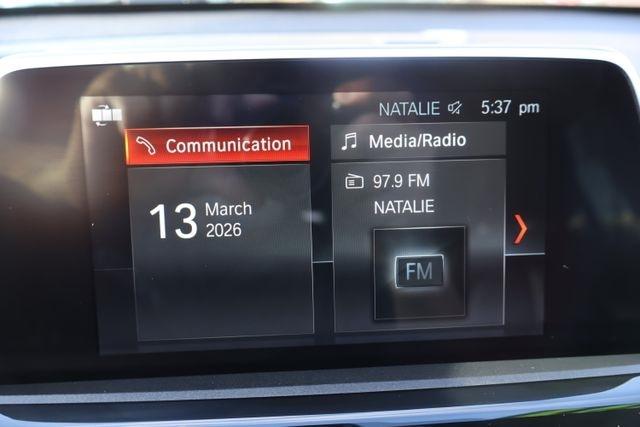 NATALIE 5:37 pm
Communication
Media/Radio
13 March
2026
97.9 FM
NATALIE
FM